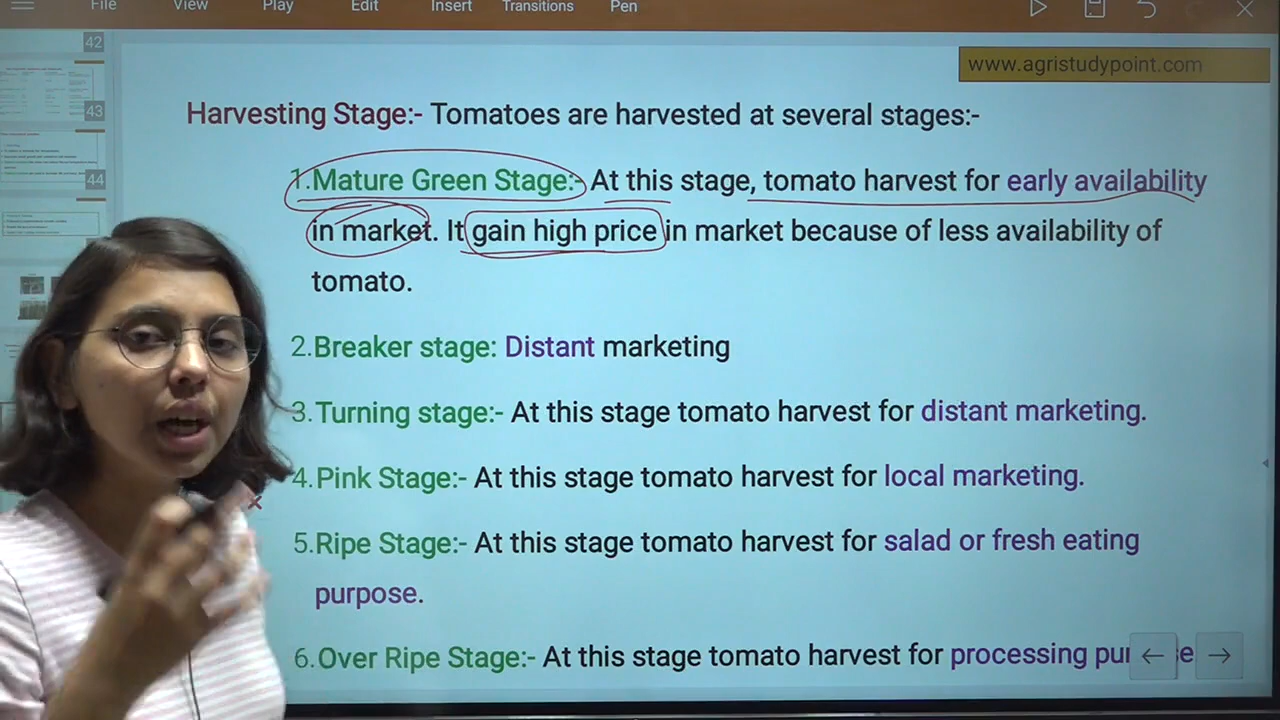 File View Play Edit Insert Transitions Pen
42
www.agristudypoint.com
Harvesting Stage:- Tomatoes are harvested at several stages:-
43
1.Mature Green Stage:- At this stage, tomato harvest for early availability
44
in market. It gain high price in market because of less availability of
tomato.
2.Breaker stage: Distant marketing
3.Turning stage:- At this stage tomato harvest for distant marketing.
4.Pink Stage:- At this stage tomato harvest for local marketing.
5.Ripe Stage:- At this stage tomato harvest for salad or fresh eating
purpose.
6.Over Ripe Stage:- At this stage tomato harvest for processing